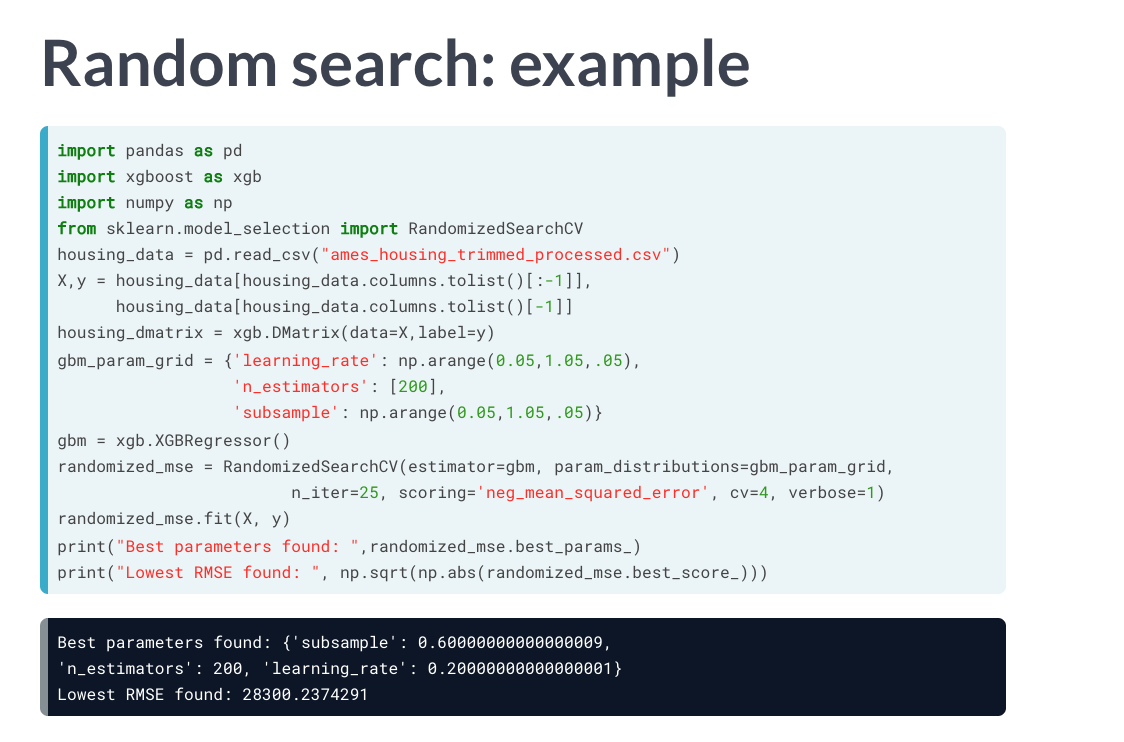 Random search: example
import pandas as pd
import xgboost as xgb
import numpy as np
from sklearn.model_selection import RandomizedSearchCV
housing_data = pd.read_csv("ames_housing_trimmed_processed.csv")
X,y = housing_data[housing_data.columns.tolist()[:-1]],
      housing_data[housing_data.columns.tolist()[-1]]
housing_dmatrix = xgb.DMatrix(data=X,label=y)
gbm_param_grid = {'learning_rate': np.arange(0.05,1.05,.05),
                  'n_estimators': [200],
                  'subsample': np.arange(0.05,1.05,.05)}
gbm = xgb.XGBRegressor()
randomized_mse = RandomizedSearchCV(estimator=gbm, param_distributions=gbm_param_grid,
                        n_iter=25, scoring='neg_mean_squared_error', cv=4, verbose=1)
randomized_mse.fit(X, y)
print("Best parameters found: ",randomized_mse.best_params_)
print("Lowest RMSE found: ", np.sqrt(np.abs(randomized_mse.best_score_)))
Best parameters found: {'subsample': 0.60000000000000009,
'n_estimators': 200, 'learning_rate': 0.20000000000000001}
Lowest RMSE found: 28300.2374291